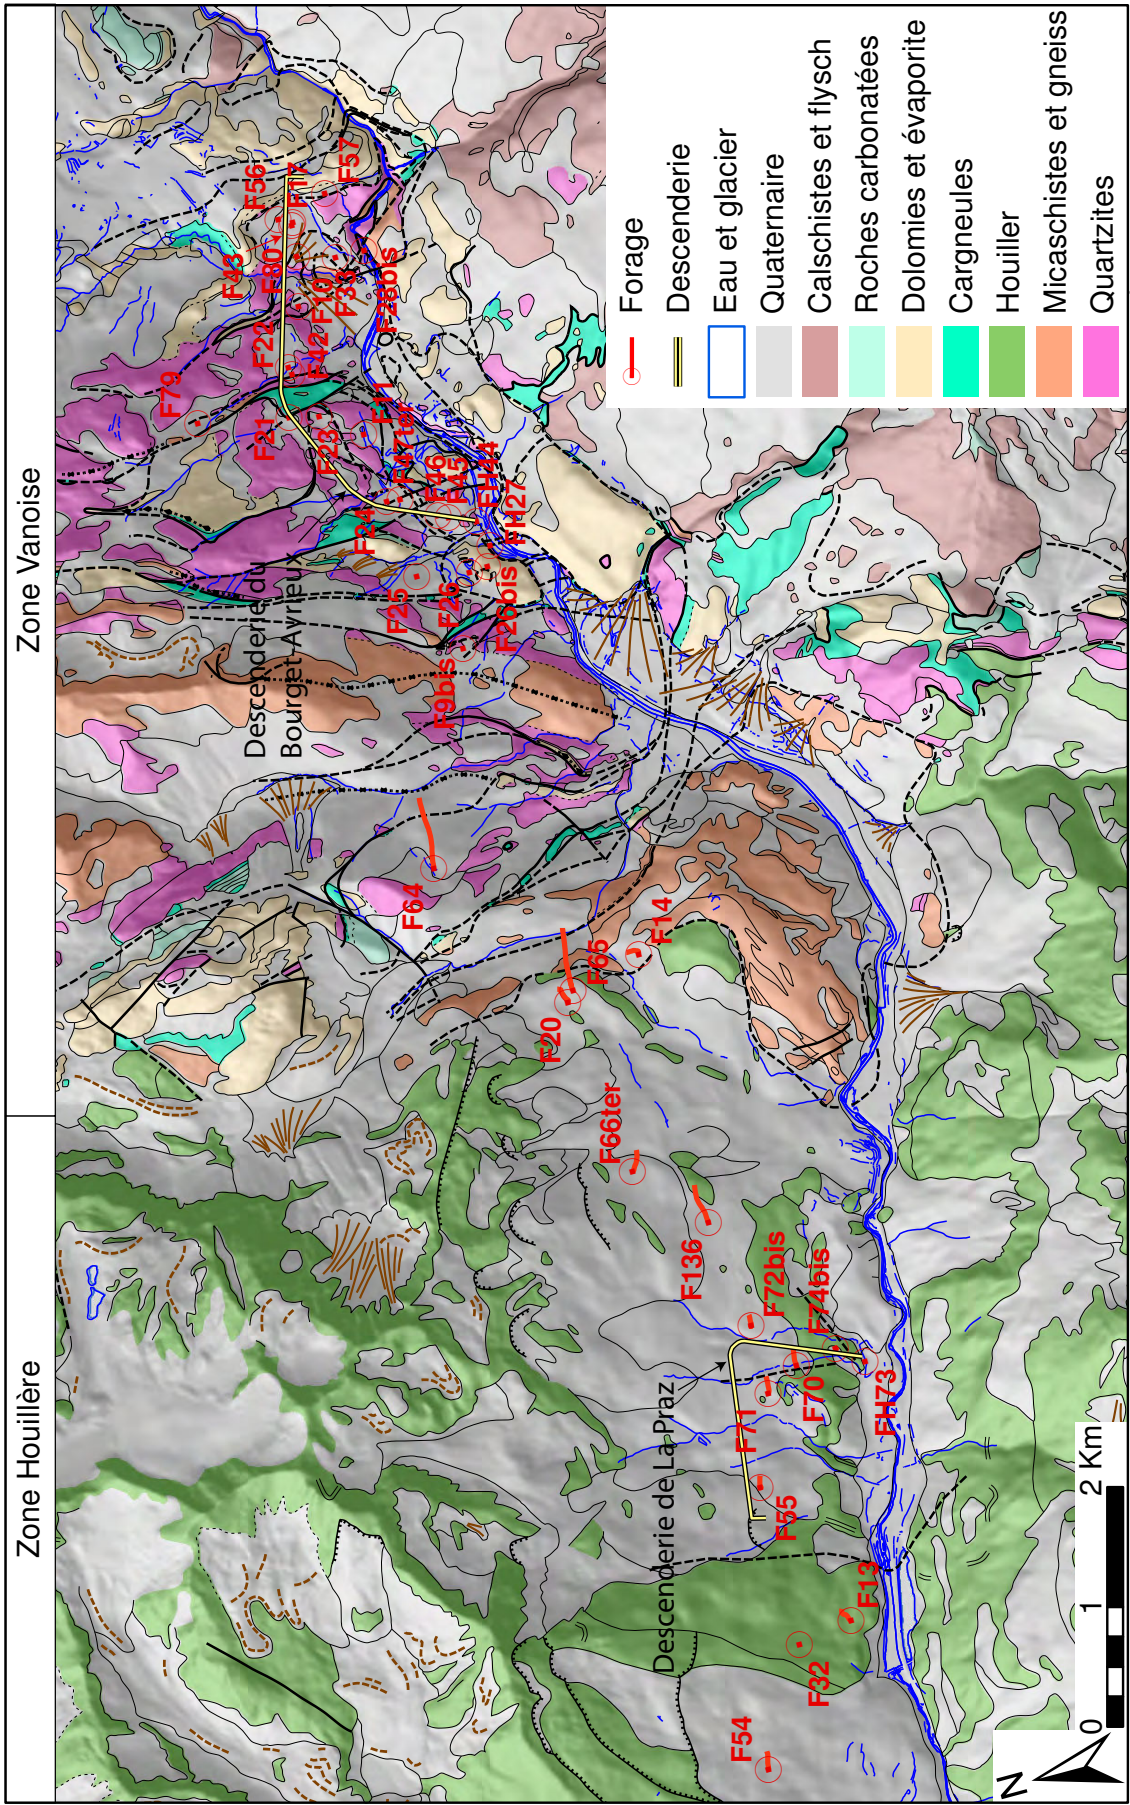 Zone Houillère
Zone Vanoise
Descenderie du
Bourget-Avrieux
Descenderie de La Praz
F54
F32
F13
F55
F71
F70
FH73
F74bis
F72bis
F136
F66ter
F20
F65
F14
F64
F9bis
F25
F26
F26bis
F24
FH27
FH44
F45
F46
F47ter
F11
F23
F21
F79
F22
F42
F10
F33
F28bis
F80
F43
F56
F17
F57
Forage
Descenderie
Eau et glacier
Quaternaire
Calschistes et flysch
Roches carbonatées
Dolomies et évaporite
Cargneules
Houiller
Micaschistes et gneiss
Quartzites
N
0 1 2 Km